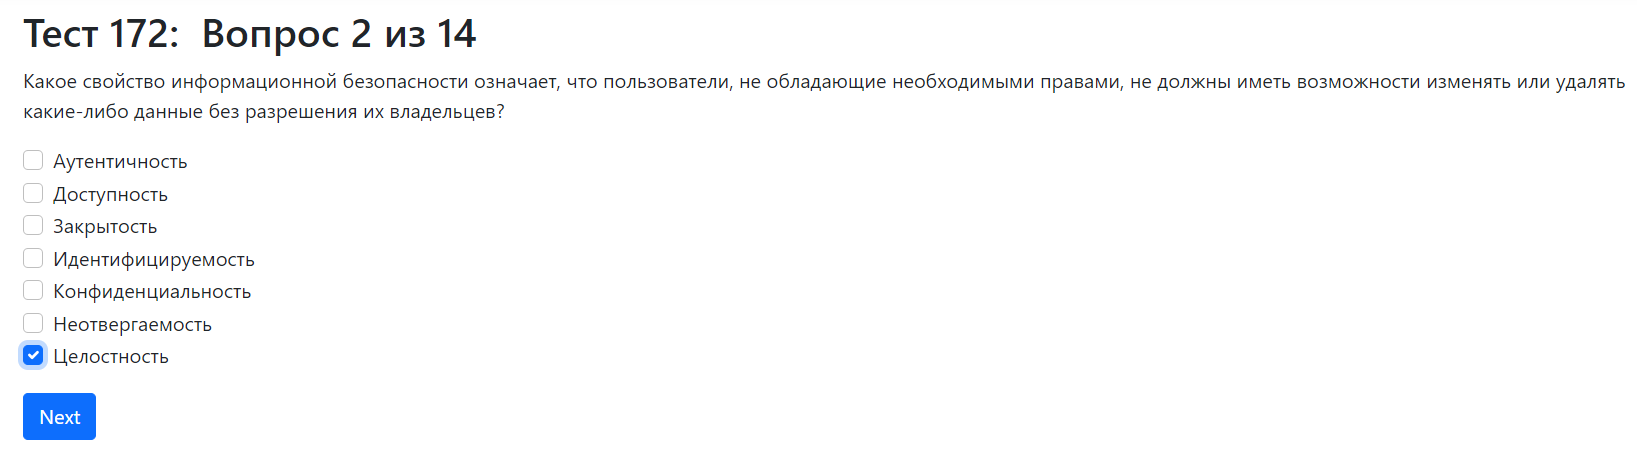 Тест 172: Вопрос 2 из 14
Какое свойство информационной безопасности означает, что пользователи, не обладающие необходимыми правами, не должны иметь возможности изменять или удалять
какие-либо данные без разрешения их владельцев?
Аутентичность
Доступность
Закрытость
Идентифицируемость
Конфиденциальность
Неотвергаемость
Целостность
Next